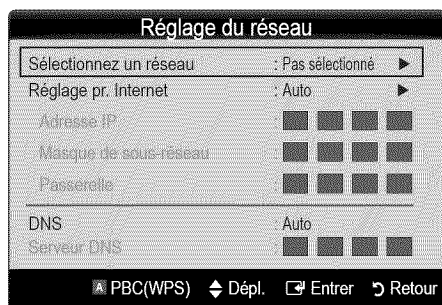 Réglage du réseau
Sélectionnez un réseau : Pas sélectionné ►
Réglage pr. Internet : Auto ►
Adresse IP :
Masque de sous-réseau :
Passerelle :
DNS : Auto
Serveur DNS :
A PBC(WPS) Dépl. Entrer Retour